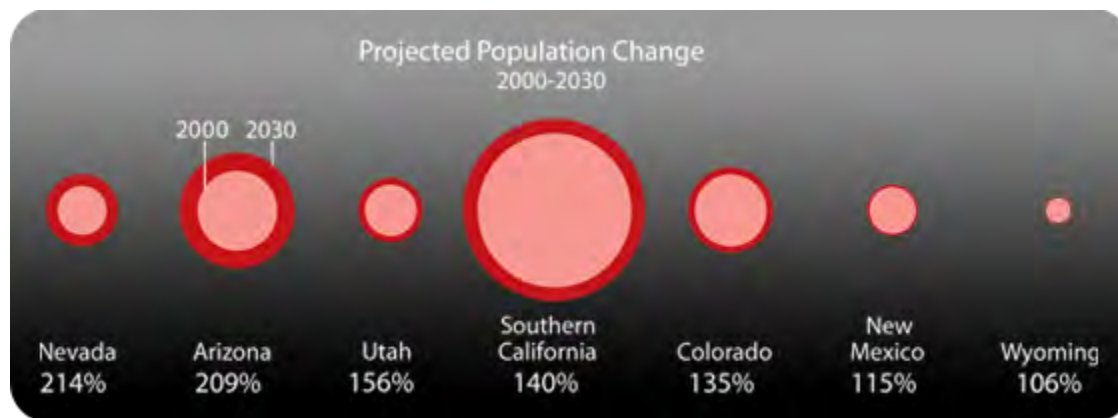 Projected Population Change
2000-2030
2000 2030
Nevada
214%
Arizona
209%
Utah
156%
Southern
California
140%
Colorado
135%
New
Mexico
115%
Wyoming
106%